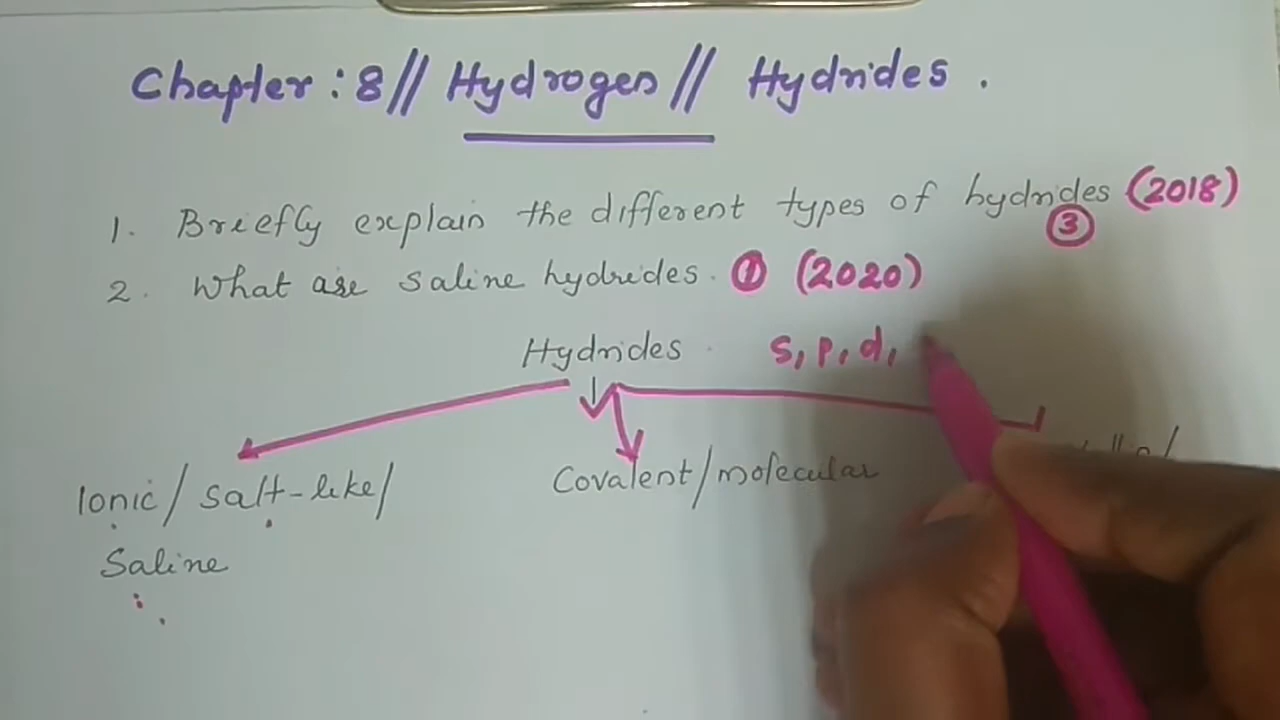 Chapter : 8 // Hydrogen // Hydrides .
1. Briefly explain the different types of hydrides (2018)
③
2. What are saline hydrides. ① (2020)
Hydrides s, p, d,
Ionic / salt-like / Covalent / molecular
Saline